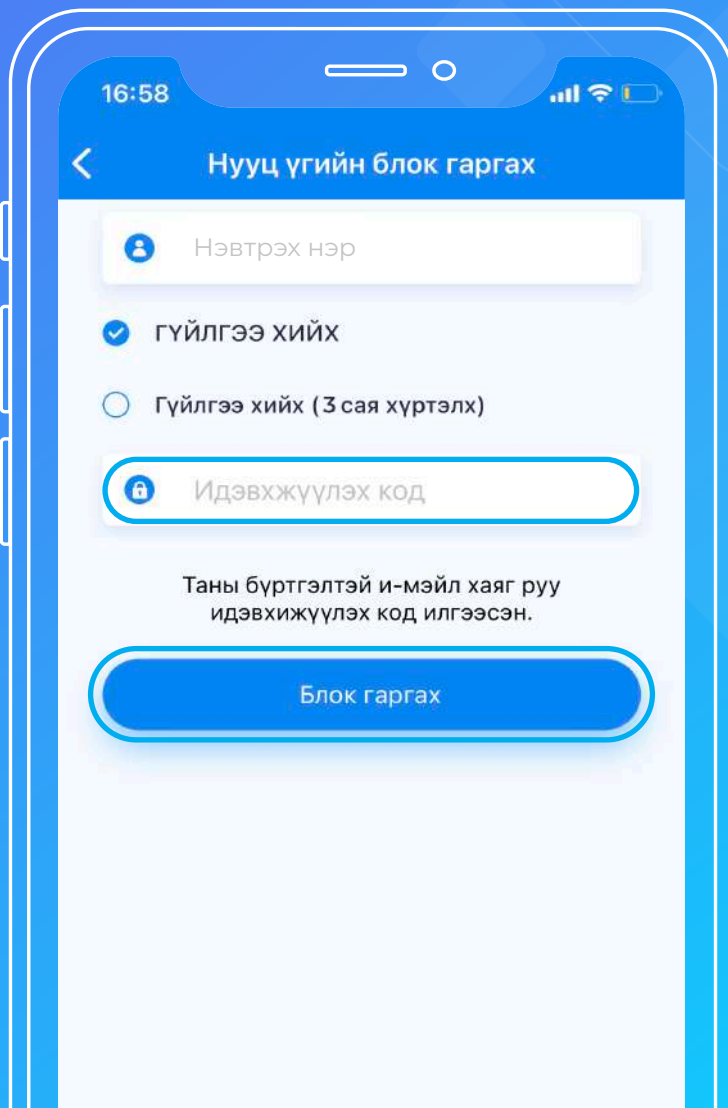 16:58
Нууц үгийн блок гаргах
Нэвтрэх нэр
ГҮЙЛГЭЭ ХИЙХ
Гүйлгээ хийх (3 сая хүртэлх)
Идэвхжүүлэх код
Таны бүртгэлтэй и-мэйл хаяг руу
идэвхижүүлэх код илгээсэн.
Блок гаргах